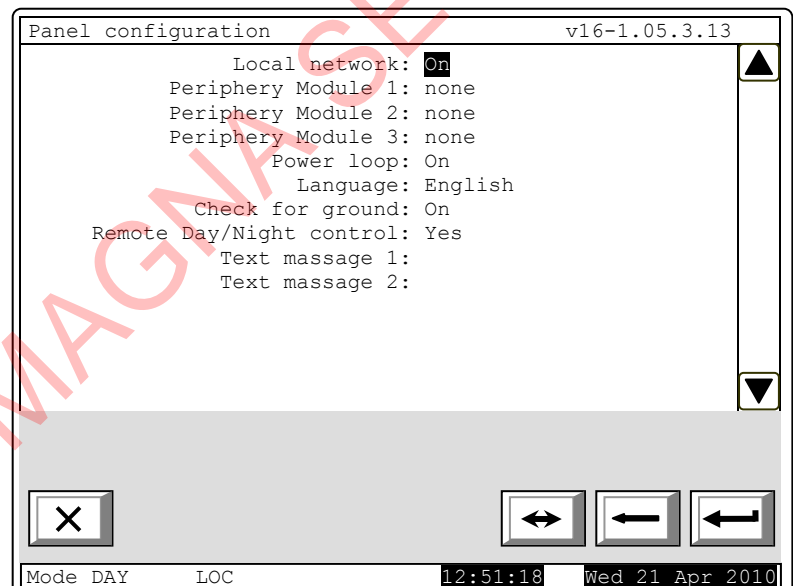 Panel configuration v16-1.05.3.13
Local network: On
Periphery Module 1: none
Periphery Module 2: none
Periphery Module 3: none
Power loop: On
Language: English
Check for ground: On
Remote Day/Night control: Yes
Text massage 1:
Text massage 2:
MAGNA SE
Mode DAY LOC 12:51:18 Wed 21 Apr 2010